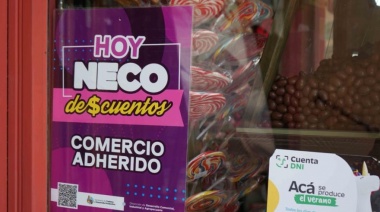 HOY
NECO
de$cuentos
COMERCIO
ADHERIDO
Cuenta
DNI
Acá se
produce
el verano